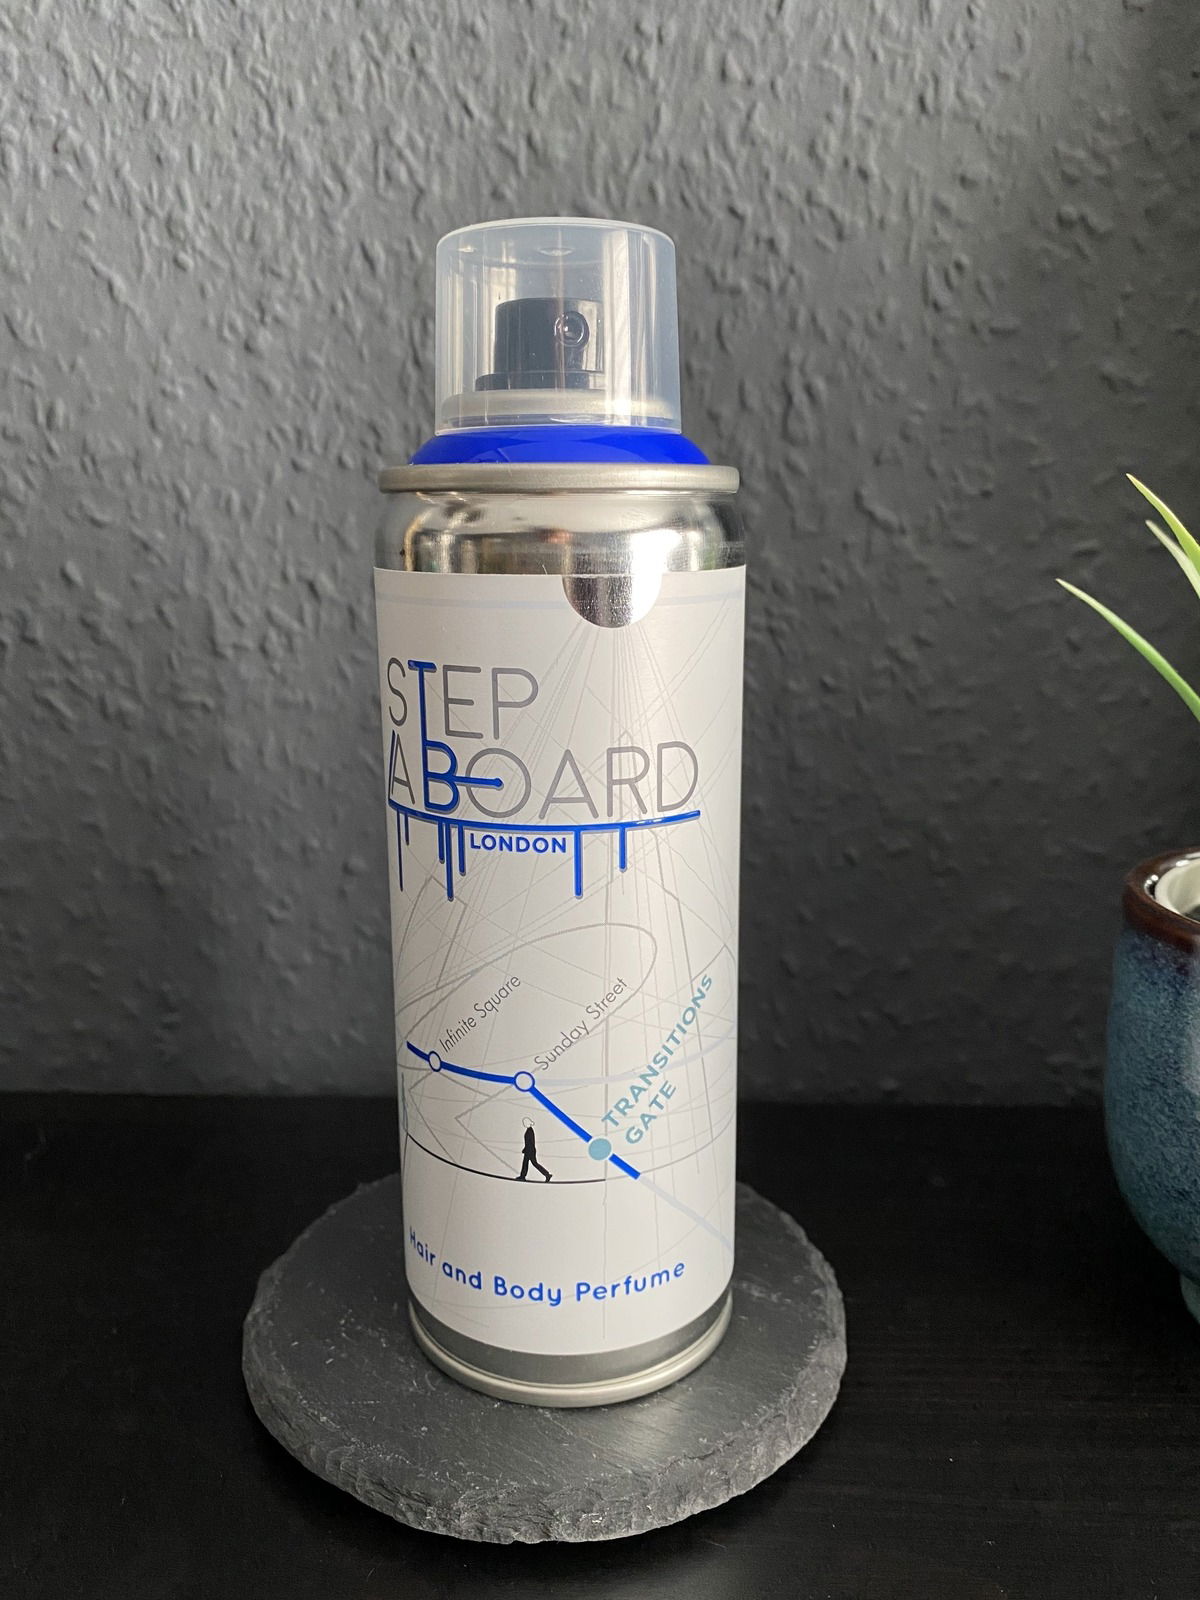 STEP
ABOARD
LONDON
Infinite Square
Sunday Street
TRANSITIONS
GATE
Hair and Body Perfume